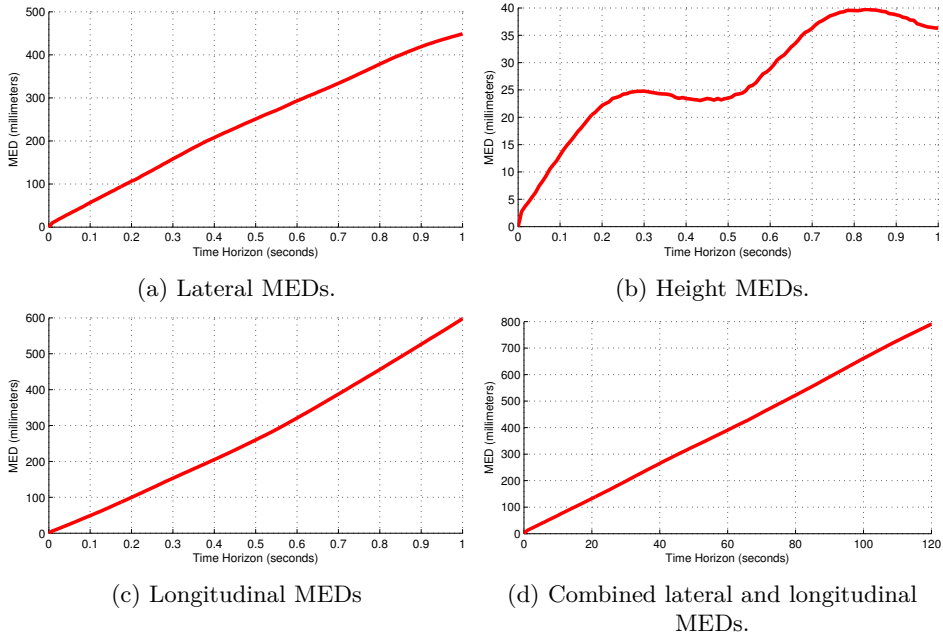 500
400
300
200
100
0
MED (millimeters)
0 0.1 0.2 0.3 0.4 0.5 0.6 0.7 0.8 0.9 1
Time Horizon (seconds)
(a) Lateral MEDs.
40
35
30
25
20
15
10
5
0
MED (millimeters)
0 0.1 0.2 0.3 0.4 0.5 0.6 0.7 0.8 0.9 1
Time Horizon (seconds)
(b) Height MEDs.
600
500
400
300
200
100
0
MED (millimeters)
0 0.1 0.2 0.3 0.4 0.5 0.6 0.7 0.8 0.9 1
Time Horizon (seconds)
(c) Longitudinal MEDs
800
700
600
500
400
300
200
100
0
MED (millimeters)
0 20 40 60 80 100 120
Time Horizon (seconds)
(d) Combined lateral and longitudinal
MEDs.